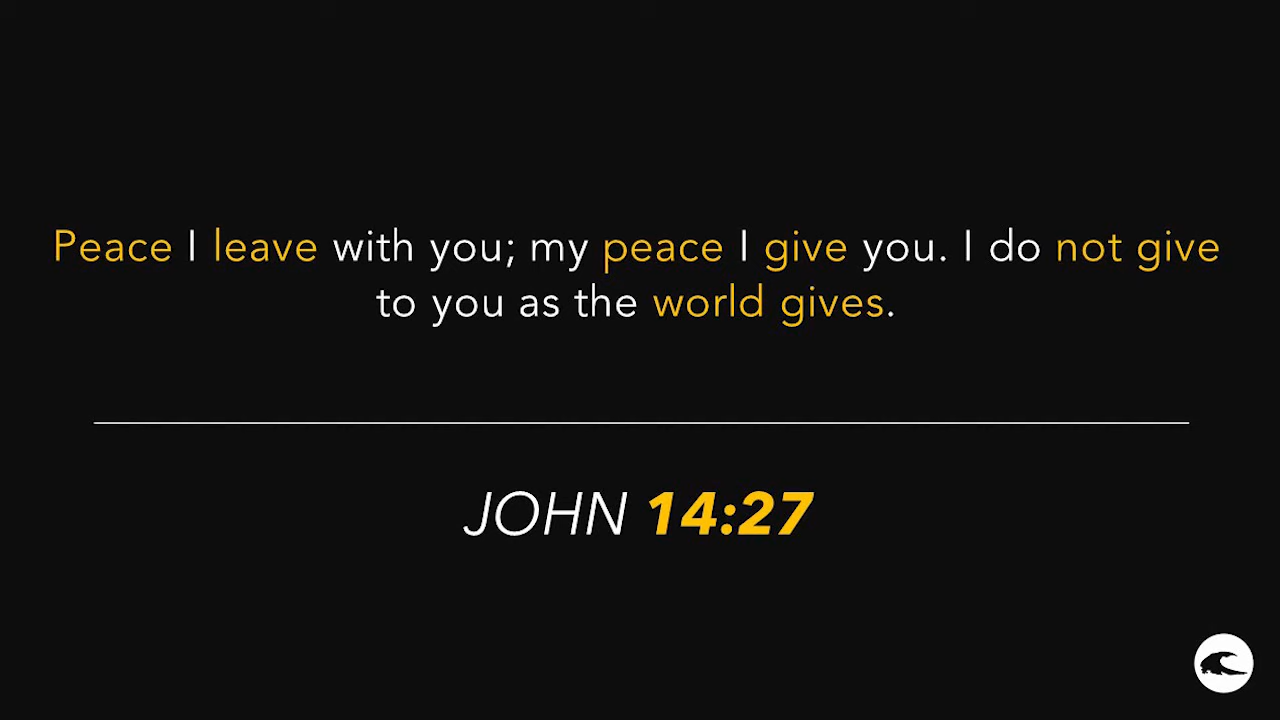 Peace I leave with you; my peace I give you. I do not give
to you as the world gives.
JOHN 14:27